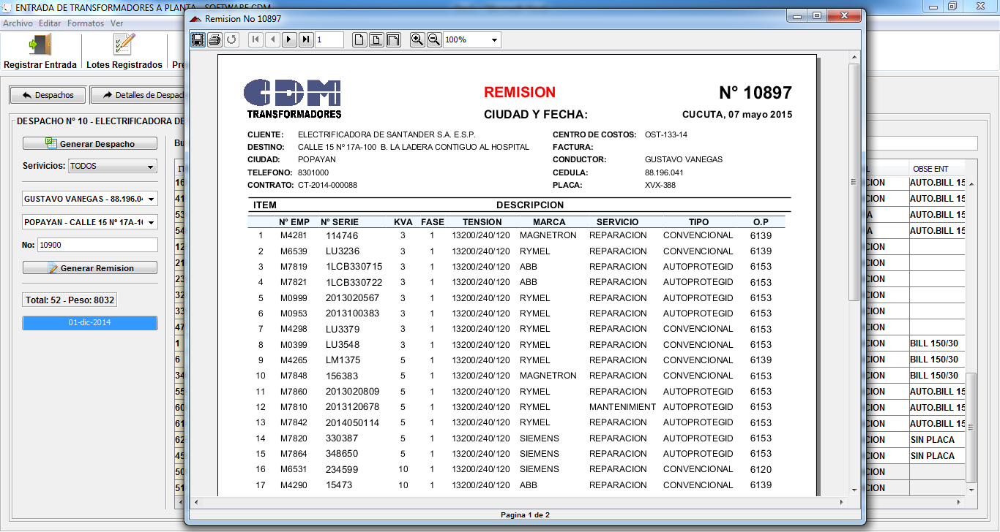 ENTRADA DE TRANSFORMADORES A PLANTA - SOFTWARE CDM
Archivo Editar Formatos Ver
Registrar Entrada Lotes Registrados
Despachos Detalles de
DESPACHO N° 10 - ELECTRIFICADORA
Generar Despacho
Serivicios: TODOS
GUSTAVO VANEGAS - 88.196.0
POPAYAN - CALLE 15 Nº 17A-1
No: 10900
Generar Remision
Total: 52 - Peso: 8032
01-dic-2014
Remision No 10897
1 100%
CDM
TRANSFORMADORES
REMISION N° 10897
CIUDAD Y FECHA: CUCUTA, 07 mayo 2015
CLIENTE: ELECTRIFICADORA DE SANTANDER S.A. E.S.P. CENTRO DE COSTOS: OST-133-14
DESTINO: CALLE 15 Nº 17A-100 B. LA LADERA CONTIGUO AL HOSPITAL FACTURA:
CIUDAD: POPAYAN CONDUCTOR: GUSTAVO VANEGAS
TELEFONO: 8301000 CEDULA: 88.196.041
CONTRATO: CT-2014-000088 PLACA: XVX-388
ITEM DESCRIPCION
N° EMP N° SERIE KVA FASE TENSION MARCA SERVICIO TIPO O.P
1 M4281 114746 3 1 13200/240/120 MAGNETRON REPARACION CONVENCIONAL 6139
2 M6539 LU3236 3 1 13200/240/120 RYMEL REPARACION CONVENCIONAL 6139
3 M7819 1LCB330715 3 1 13200/240/120 ABB REPARACION AUTOPROTEGID 6153
4 M7821 1LCB330722 3 1 13200/240/120 ABB REPARACION AUTOPROTEGID 6153
5 M0999 2013020567 3 1 13200/240/120 RYMEL REPARACION AUTOPROTEGID 6153
6 M0953 2013100383 3 1 13200/240/120 RYMEL REPARACION AUTOPROTEGID 6153
7 M4298 LU3379 3 1 13200/240/120 RYMEL REPARACION CONVENCIONAL 6153
8 M0399 LU3548 3 1 13200/240/120 RYMEL REPARACION CONVENCIONAL 6153
9 M4265 LM1375 5 1 13200/240/120 RYMEL REPARACION CONVENCIONAL 6139
10 M7848 156383 5 1 13200/240/120 MAGNETRON REPARACION CONVENCIONAL 6153
11 M7860 2013020809 5 1 13200/240/120 RYMEL REPARACION AUTOPROTEGID 6153
12 M7810 2013120678 5 1 13200/240/120 RYMEL MANTENIMIENT AUTOPROTEGID 6153
13 M7842 2014050114 5 1 13200/240/120 RYMEL REPARACION AUTOPROTEGID 6153
14 M7820 330387 5 1 13200/240/120 SIEMENS REPARACION AUTOPROTEGID 6153
15 M7864 348650 5 1 13200/240/120 SIEMENS REPARACION AUTOPROTEGID 6153
16 M6531 234599 10 1 13200/240/120 SIEMENS REPARACION CONVENCIONAL 6120
17 M4290 15473 10 1 13200/240/120 ABB REPARACION CONVENCIONAL 6139
Pagina 1 de 2
OBSE ENT
AUTO.BILL 15
AUTO.BILL 15
AUTO.BILL 15
AUTO.BILL 15
BILL 150/30
BILL 150/30
BILL 150/30
AUTO.BILL 15
AUTO.BILL 15
AUTO.BILL 15
SIN PLACA
SIN PLACA